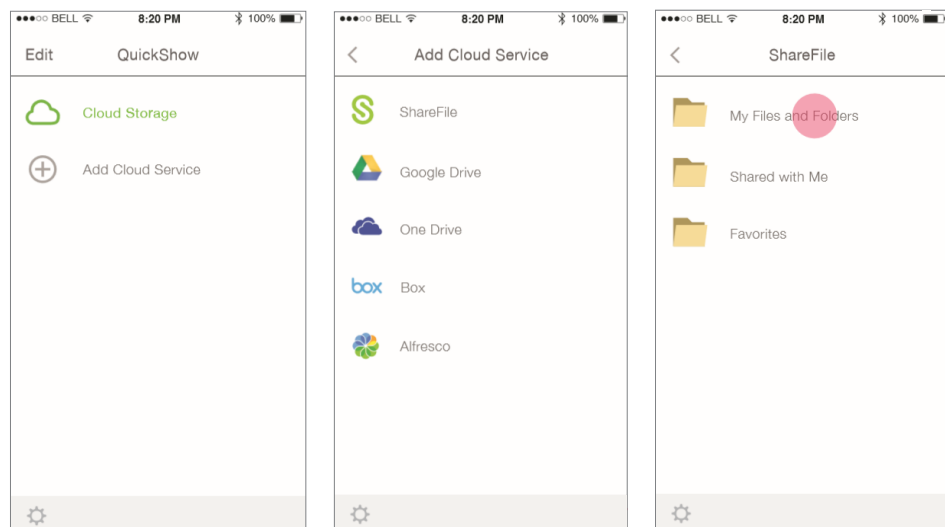 BELL 8:20 PM 100%
Edit QuickShow
Cloud Storage
Add Cloud Service
BELL 8:20 PM 100%
Add Cloud Service
ShareFile
Google Drive
One Drive
box Box
Alfresco
BELL 8:20 PM 100%
ShareFile
My Files and Folders
Shared with Me
Favorites